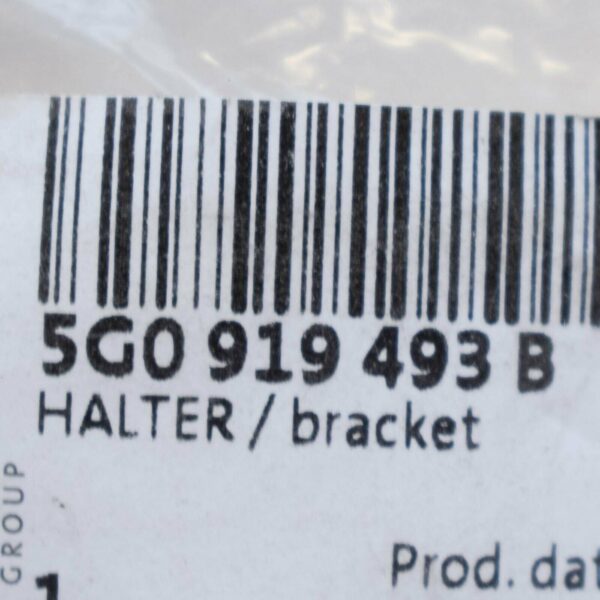 5G0 919 493 B
HALTER / bracket
GROUP
Prod. dat
1